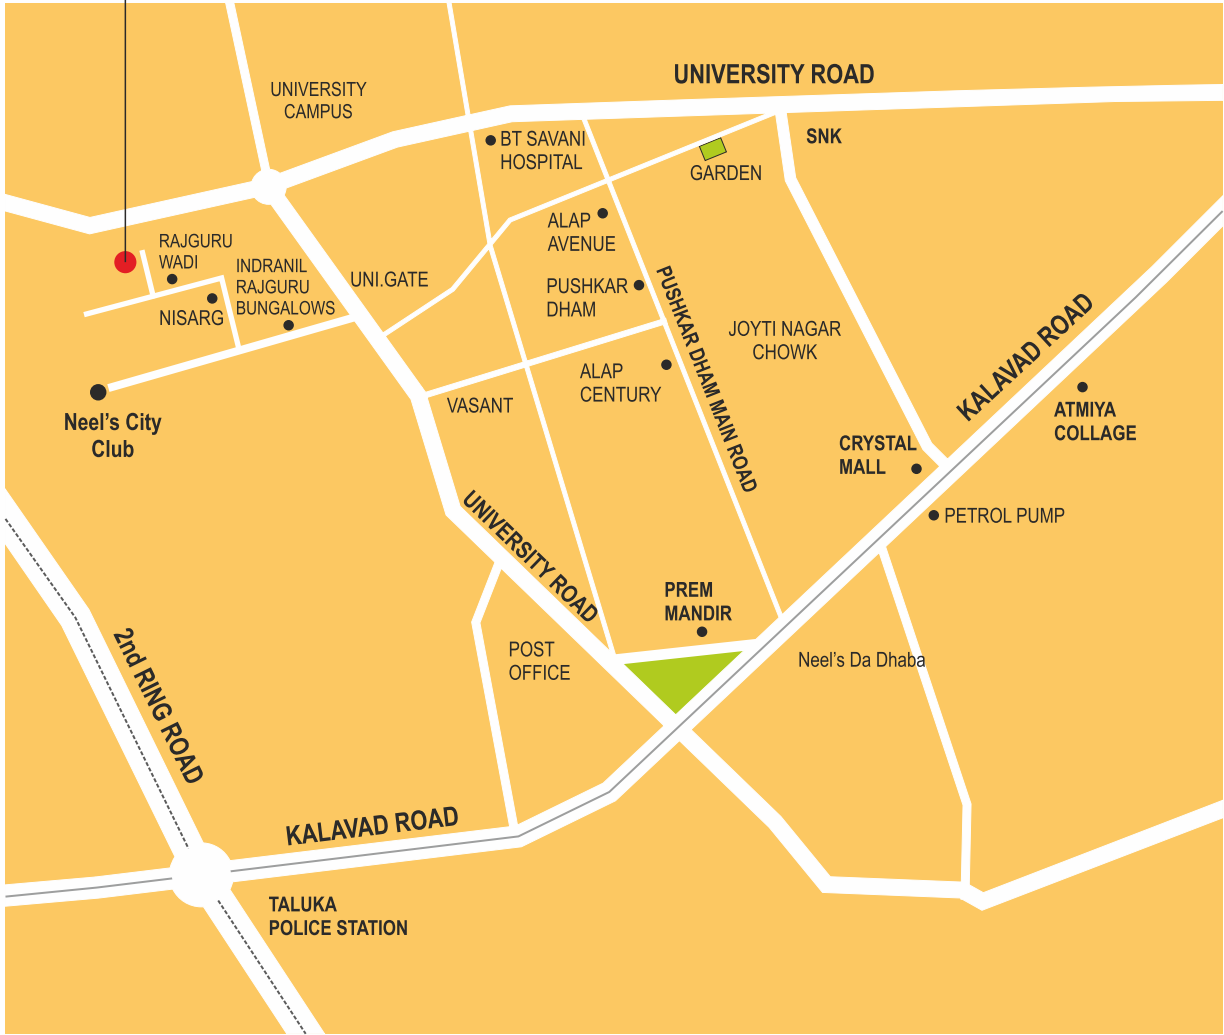 UNIVERSITY ROAD
UNIVERSITY
CAMPUS
BT SAVANI
HOSPITAL
SNK
GARDEN
ALAP
AVENUE
RAJGURU
WADI
INDRANIL
RAJGURU
BUNGALOWS
NISARG
UNI.GATE
PUSHKAR
DHAM
PUSHKAR DHAM MAIN ROAD
JOYTI NAGAR
CHOWK
KALAVAD ROAD
ALAP
CENTURY
VASANT
Neel's City
Club
ATMIYA
COLLAGE
CRYSTAL
MALL
PETROL PUMP
UNIVERSITY ROAD
PREM
MANDIR
POST
OFFICE
Neel's Da Dhaba
2nd RING ROAD
KALAVAD ROAD
TALUKA
POLICE STATION